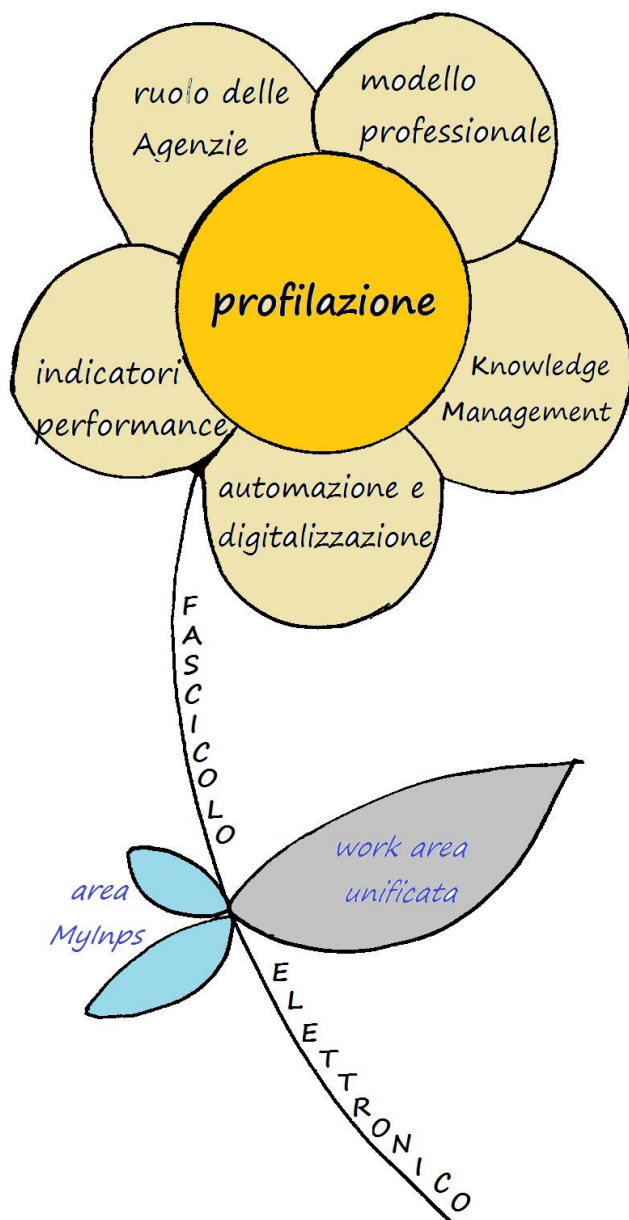 ruolo delle
Agenzie
modello
professionale
profilazione
indicatori
performance
Knowledge
Management
automazione e
digitalizzazione
FASCICOLO
work area
unificata
area
MyInps
ELETTRONICO